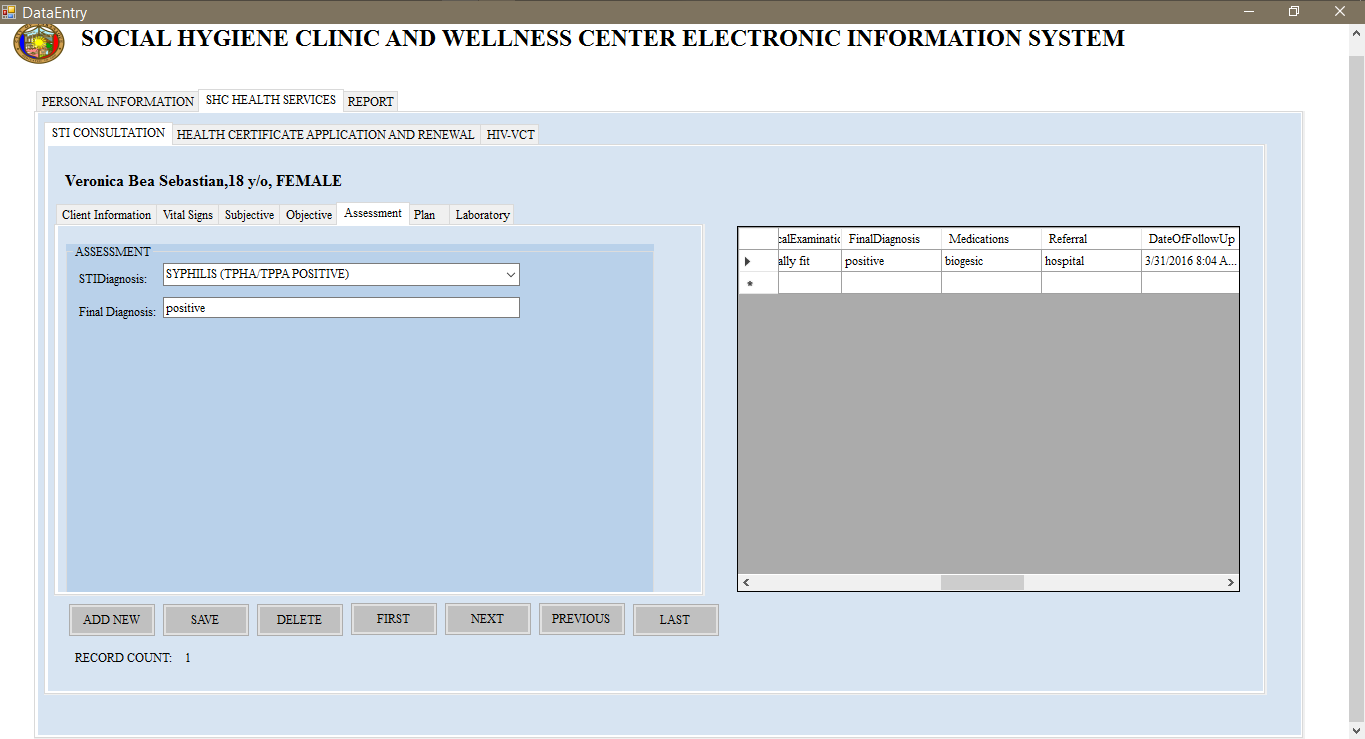 DataEntry
SOCIAL HYGIENE CLINIC AND WELLNESS CENTER ELECTRONIC INFORMATION SYSTEM
PERSONAL INFORMATION SHC HEALTH SERVICES REPORT
STI CONSULTATION HEALTH CERTIFICATE APPLICATION AND RENEWAL HIV-VCT
Veronica Bea Sebastian,18 y/o, FEMALE
Client Information Vital Signs Subjective Objective Assessment Plan Laboratory
ASSESSMENT
STIDiagnosis: SYPHILIS (TPHA/TPPA POSITIVE)
Final Diagnosis: positive
calExaminatic FinalDiagnosis Medications Referral DateOfFollowUp
ally fit positive biogesic hospital 3/31/2016 8:04 A...
*
ADD NEW SAVE DELETE FIRST NEXT PREVIOUS LAST
RECORD COUNT: 1